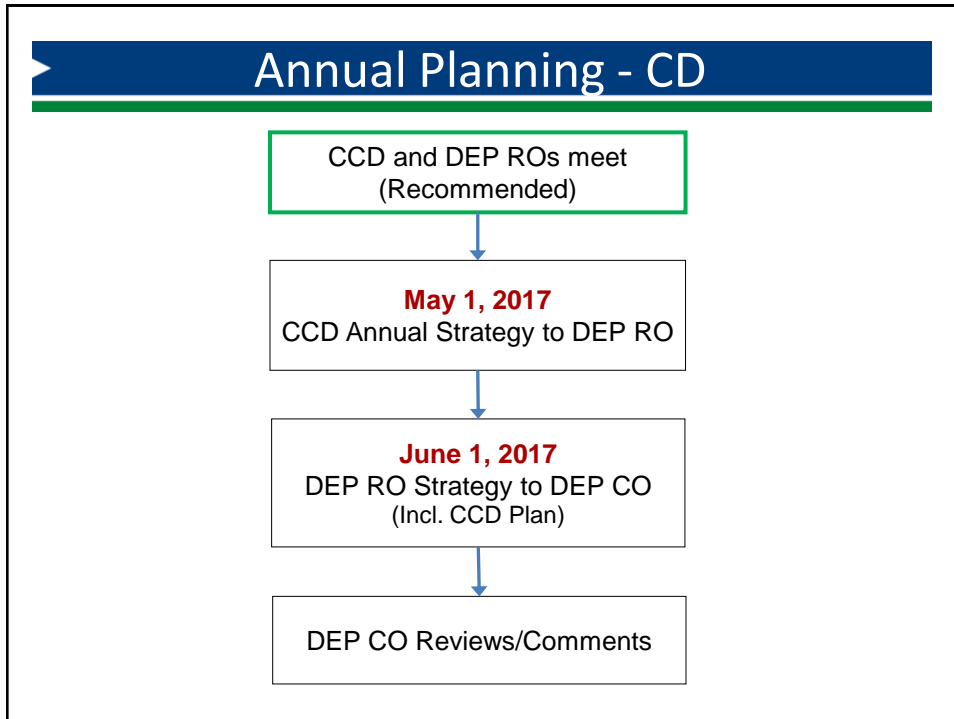 Annual Planning - CD
CCD and DEP ROs meet
(Recommended)
May 1, 2017
CCD Annual Strategy to DEP RO
June 1, 2017
DEP RO Strategy to DEP CO
(Incl. CCD Plan)
DEP CO Reviews/Comments